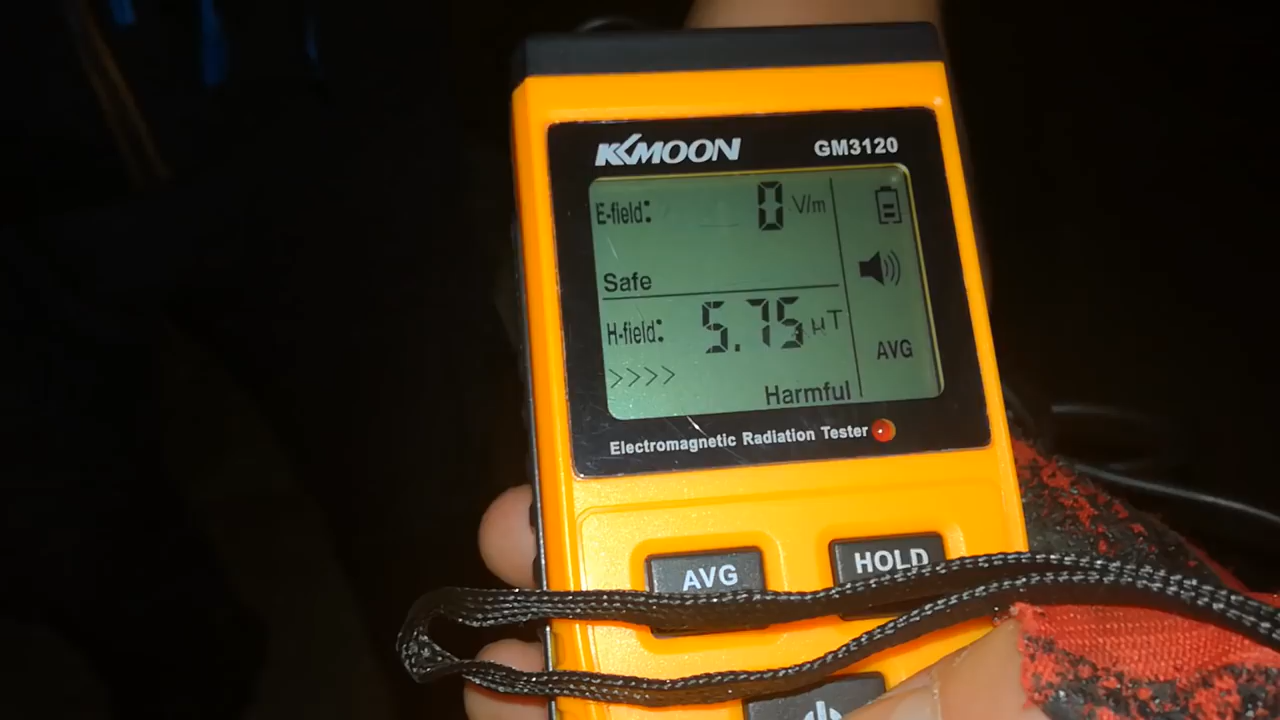 KKMOON GM3120
E-field: 0 V/m
Safe
H-field: 5.75 µT
>>>>
AVG
Harmful
Electromagnetic Radiation Tester
AVG HOLD